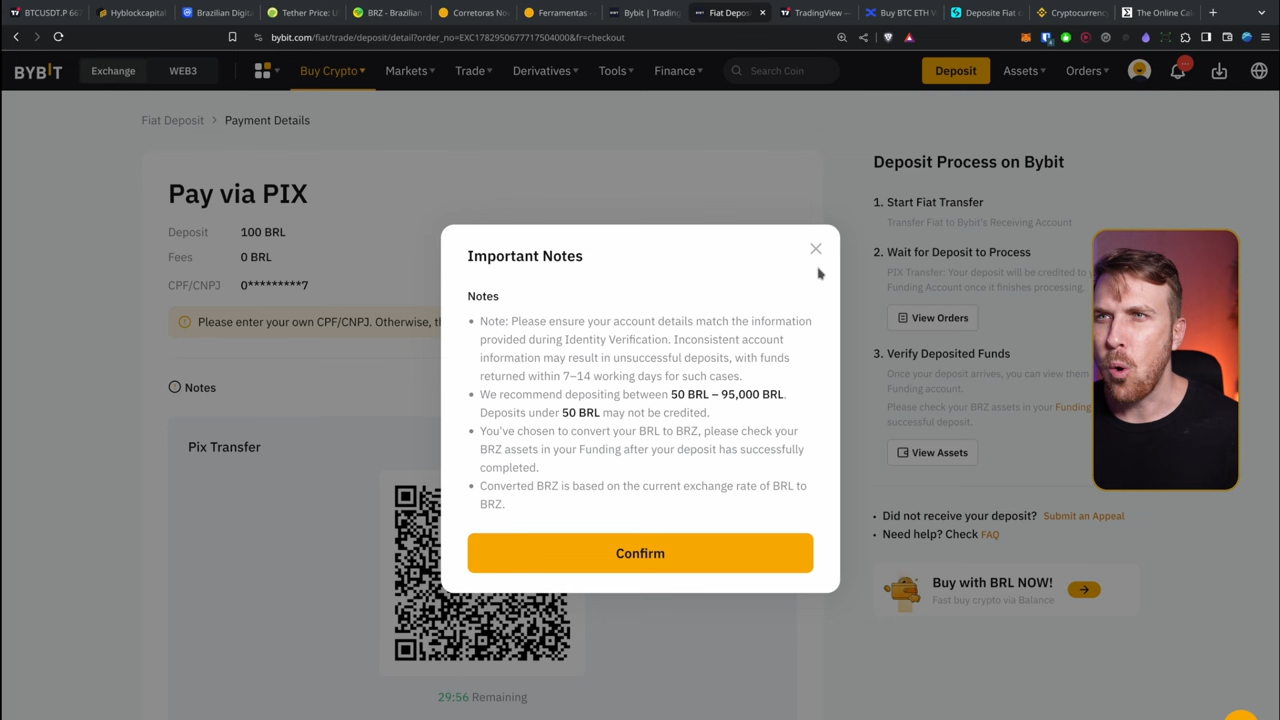 BTCUSDT.P 667
Hyblockcapital
Brazilian Digita
Tether Price: U
BRZ - Brazilian
Corretoras Nov
Ferramentas -
Bybit | Trading
Fiat Deposi
TradingView —
Buy BTC ETH V
Deposite Fiat c
Cryptocurrency
The Online Cal
bybit.com/fiat/trade/deposit/detail?order_no=EXC1782950677717504000&fr=checkout
BYBIT
Exchange
WEB3
Buy Crypto
Markets
Trade
Derivatives
Tools
Finance
Search Coin
Deposit
Assets
Orders
Fiat Deposit > Payment Details
Pay via PIX
Deposit 100 BRL
Fees 0 BRL
CPF/CNPJ 0*********7
Please enter your own CPF/CNPJ. Otherwise, th
Notes
Pix Transfer
29:56 Remaining
Important Notes
Notes
• Note: Please ensure your account details match the information
provided during Identity Verification. Inconsistent account
information may result in unsuccessful deposits, with funds
returned within 7–14 working days for such cases.
• We recommend depositing between 50 BRL – 95,000 BRL.
Deposits under 50 BRL may not be credited.
• You've chosen to convert your BRL to BRZ, please check your
BRZ assets in your Funding after your deposit has successfully
completed.
• Converted BRZ is based on the current exchange rate of BRL to
BRZ.
Confirm
Deposit Process on Bybit
1. Start Fiat Transfer
Transfer Fiat to Bybit's Receiving Account
2. Wait for Deposit to Process
PIX Transfer: Your deposit will be credited to y
Funding Account once it finishes processing.
View Orders
3. Verify Deposited Funds
Once your deposit arrives, you can view them
Funding account.
Please check your BRZ assets in your Funding
successful deposit.
View Assets
• Did not receive your deposit? Submit an Appeal
• Need help? Check FAQ
Buy with BRL NOW!
Fast buy crypto via Balance